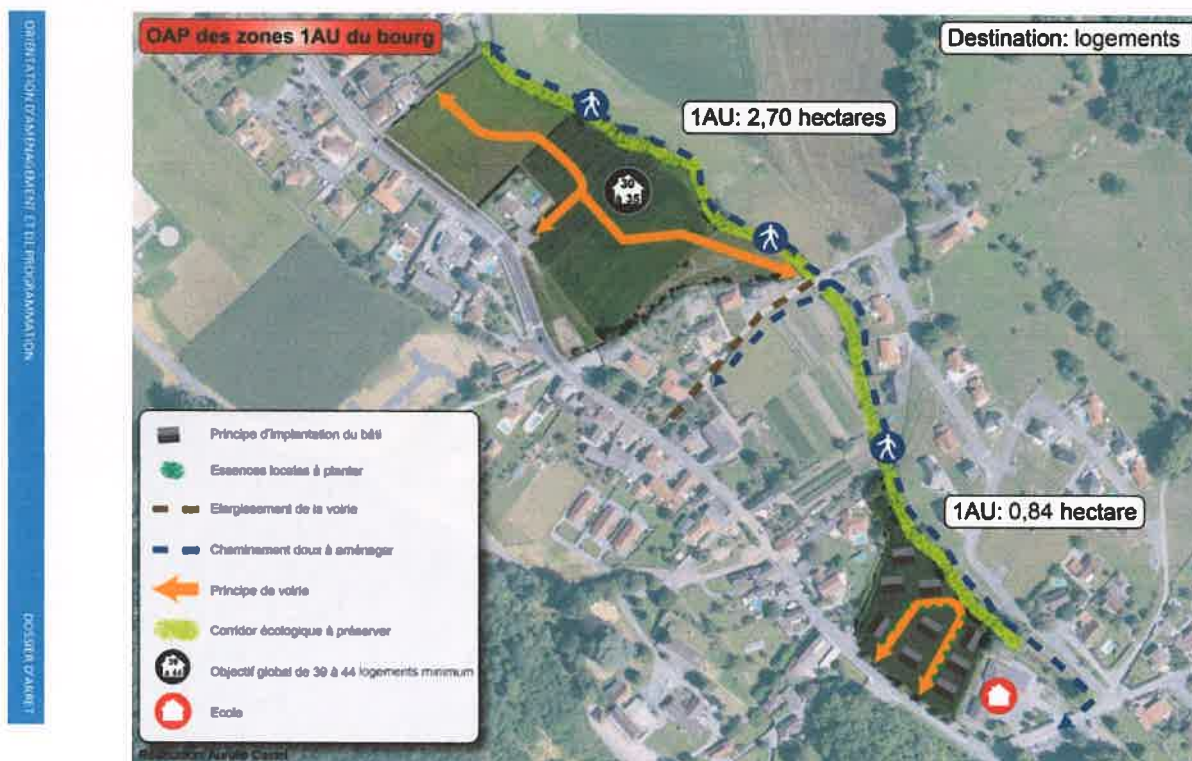 ORIENTATION D'AMENAGEMENT ET DE PROGRAMMATION
DOSSIER D'ARRET
OAP des zones 1AU du bourg
Destination: logements
1AU: 2,70 hectares
30
à 35
1AU: 0,84 hectare
Principe d'implantation du bâti
Essences locales à planter
Elargissement de la voirie
Cheminement doux à aménager
Principe de voirie
Corridor écologique à préserver
Objectif global de 39 à 44 logements minimum
Ecole